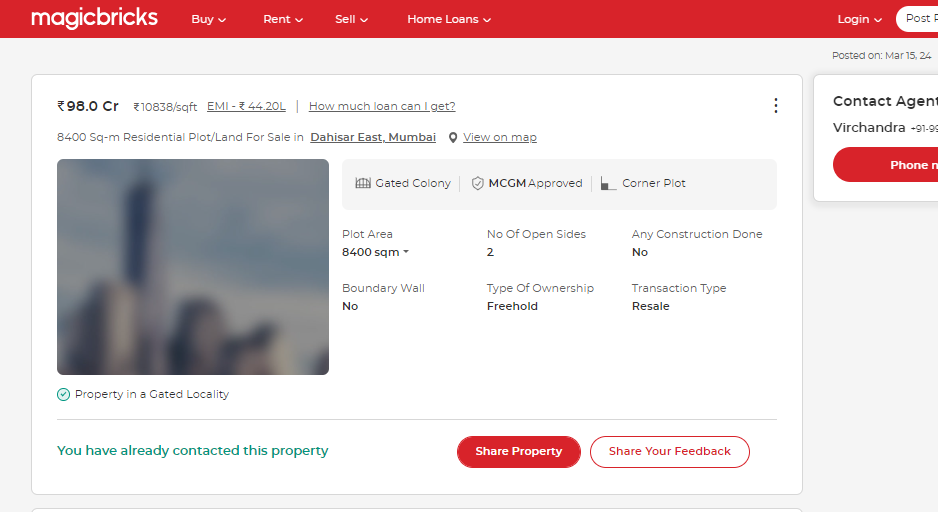 magicbricks Buy Rent Sell Home Loans Login Post
Posted on: Mar 15, 24
₹98.0 Cr ₹10838/sqft EMI - ₹ 44.20L | How much loan can I get?
Contact Agent
8400 Sq-m Residential Plot/Land For Sale in Dahisar East, Mumbai View on map
Virchandra +91-99
Phone
Gated Colony MCGM Approved Corner Plot
Plot Area No Of Open Sides Any Construction Done
8400 sqm 2 No
Boundary Wall Type Of Ownership Transaction Type
No Freehold Resale
Property in a Gated Locality
You have already contacted this property Share Property Share Your Feedback